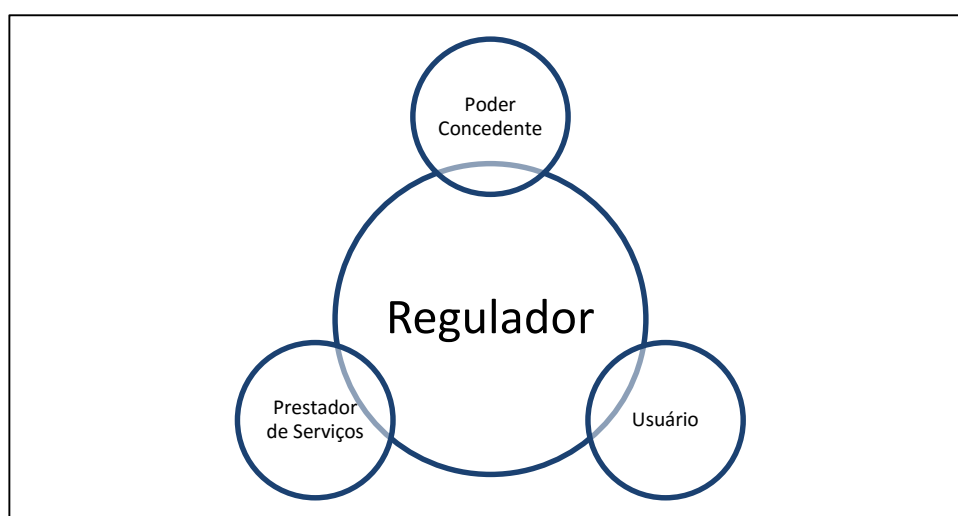 Poder
Concedente
Regulador
Prestador
de Serviços
Usuário